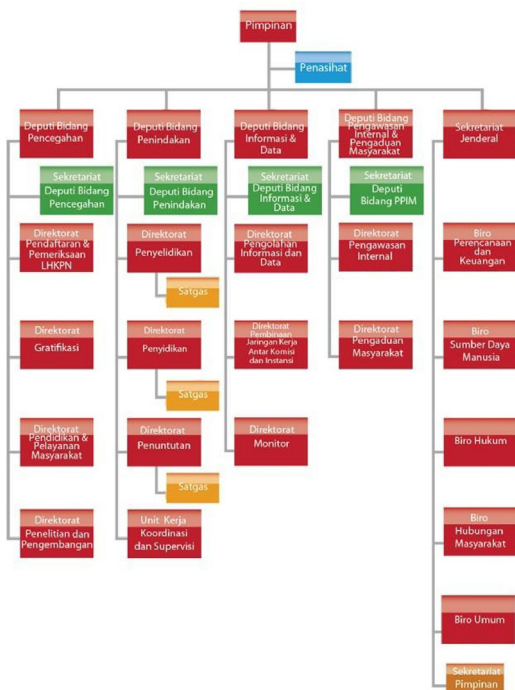 Pimpinan
Penasihat
Deputi Bidang
Pencegahan
Deputi Bidang
Penindakan
Deputi Bidang
Informasi &
Data
Deputi Bidang
Pengawasan
Internal &
Pengaduan
Masyarakat
Sekretariat
Jenderal
Sekretariat
Deputi Bidang
Pencegahan
Sekretariat
Deputi Bidang
Penindakan
Sekretariat
Deputi Bidang
Informasi & Data
Sekretariat
Deputi
Bidang PPIM
Direktorat
Pendaftaran &
Pemeriksaan
LHKPN
Direktorat
Penyelidikan
Satgas
Direktorat
Pengolahan
Informasi dan
Data
Direktorat
Pengawasan
Internal
Biro
Perencanaan
dan
Keuangan
Direktorat
Gratifikasi
Direktorat
Penyidikan
Satgas
Direktorat
Pembinaan
Jaringan Kerja
Antar Komisi
dan Instansi
Direktorat
Pengaduan
Masyarakat
Biro
Sumber Daya
Manusia
Direktorat
Pendidikan &
Pelayanan
Masyarakat
Direktorat
Penuntutan
Satgas
Direktorat
Monitor
Biro Hukum
Direktorat
Penelitian dan
Pengembangan
Unit Kerja
Koordinasi
dan Supervisi
Biro
Hubungan
Masyarakat
Biro Umum
Sekretariat
Pimpinan